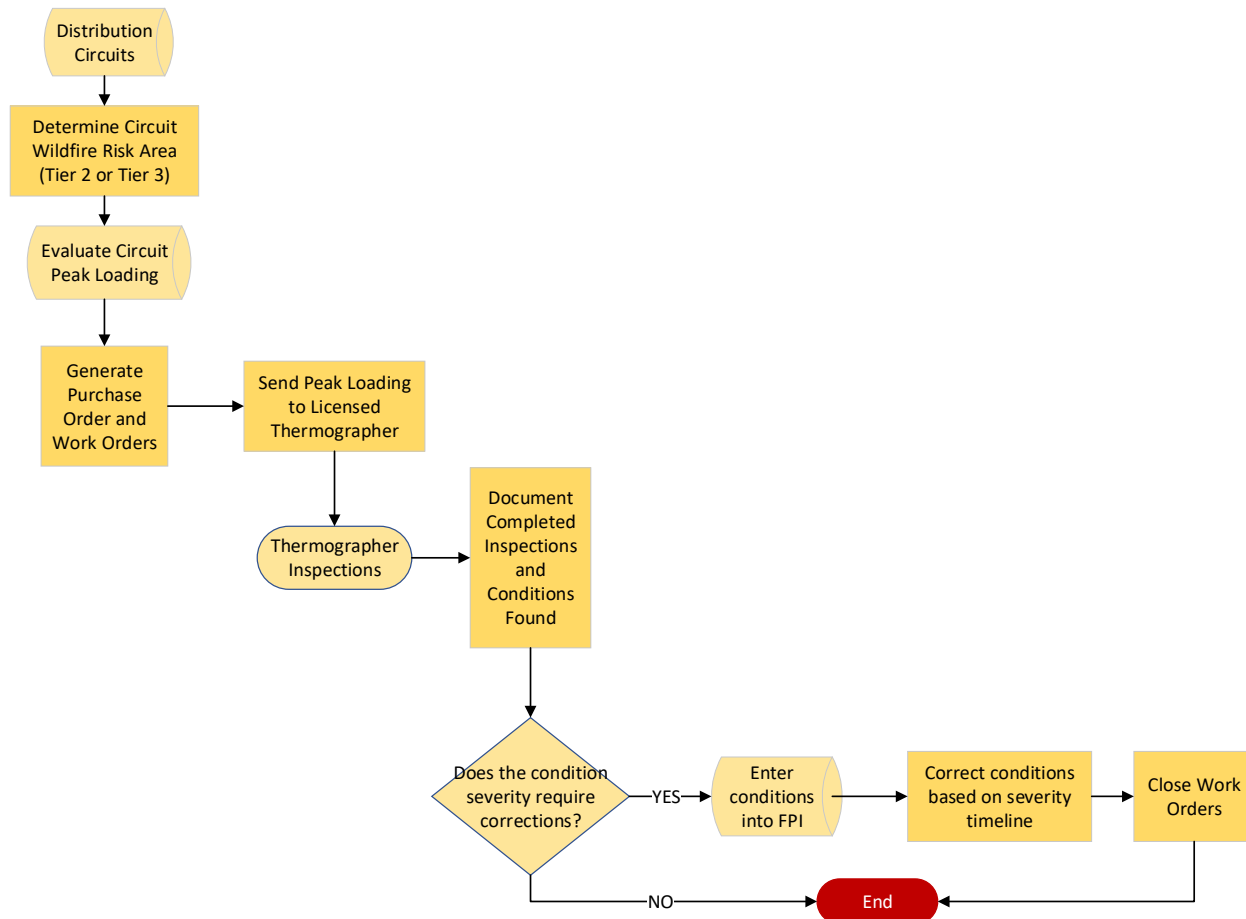 Distribution
Circuits
Determine Circuit
Wildfire Risk Area
(Tier 2 or Tier 3)
Evaluate Circuit
Peak Loading
Generate
Purchase
Order and
Work Orders
Send Peak Loading
to Licensed
Thermographer
Thermographer
Inspections
Document
Completed
Inspections
and
Conditions
Found
Does the condition
severity require
corrections?
YES
Enter
conditions
into FPI
Correct conditions
based on severity
timeline
Close Work
Orders
NO
End